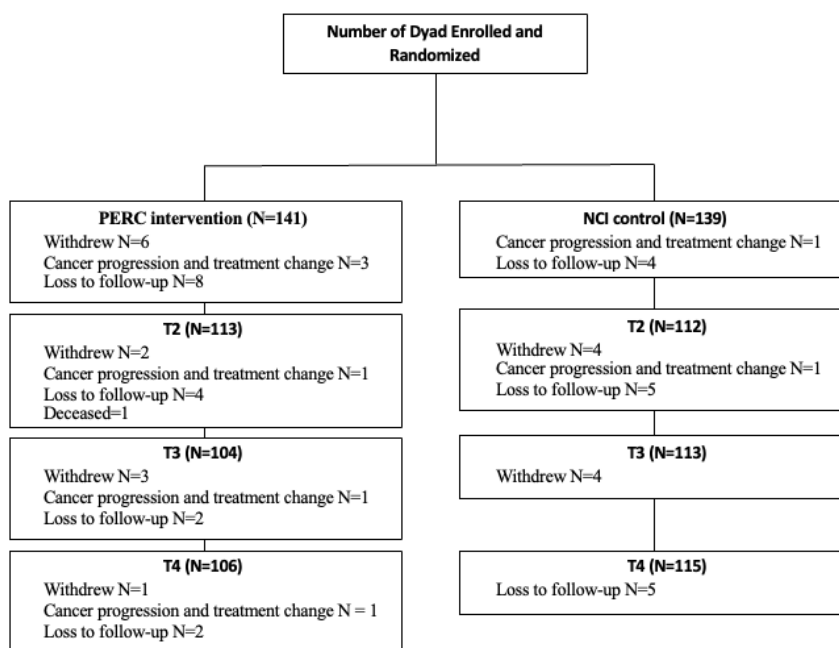 Number of Dyad Enrolled and
Randomized
PERC intervention (N=141)
Withdrew N=6
Cancer progression and treatment change N=3
Loss to follow-up N=8
NCI control (N=139)
Cancer progression and treatment change N=1
Loss to follow-up N=4
T2 (N=113)
Withdrew N=2
Cancer progression and treatment change N=1
Loss to follow-up N=4
Deceased=1
T2 (N=112)
Withdrew N=4
Cancer progression and treatment change N=1
Loss to follow-up N=5
T3 (N=104)
Withdrew N=3
Cancer progression and treatment change N=1
Loss to follow-up N=2
T3 (N=113)
Withdrew N=4
T4 (N=106)
Withdrew N=1
Cancer progression and treatment change N = 1
Loss to follow-up N=2
T4 (N=115)
Loss to follow-up N=5